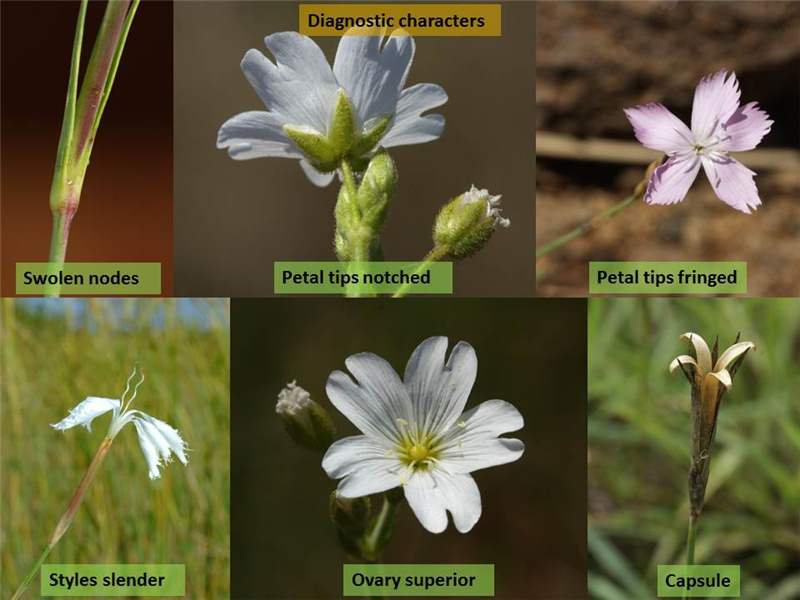 Diagnostic characters
Swolen nodes
Petal tips notched
Petal tips fringed
Styles slender
Ovary superior
Capsule